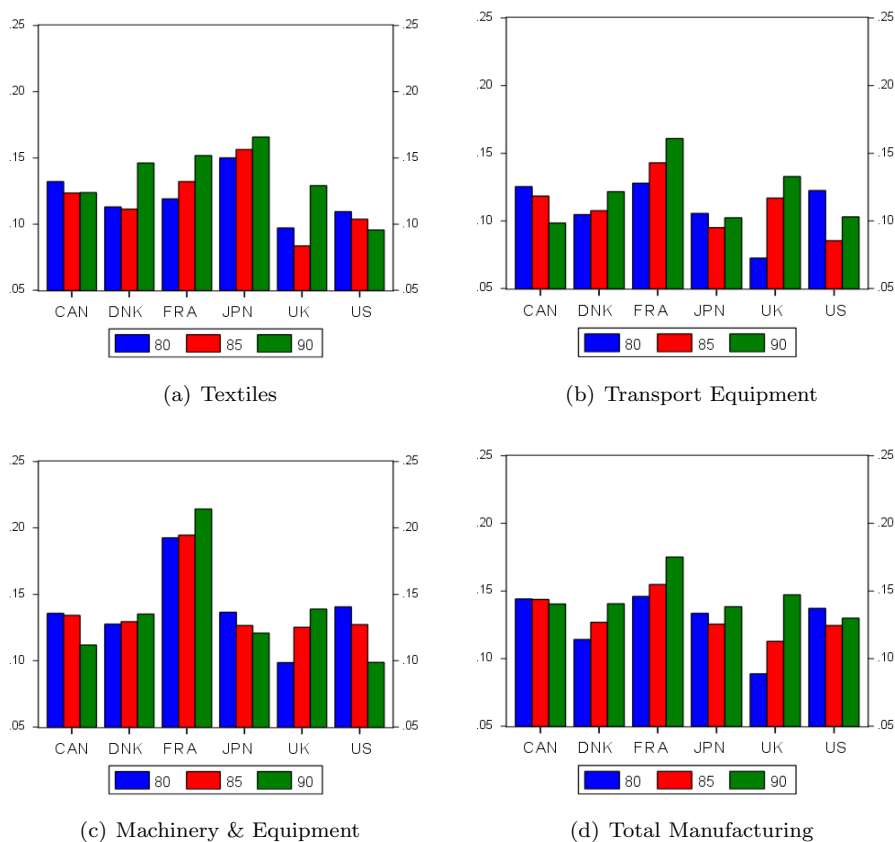 .25 .25
.20 .20
.15 .15
.10 .10
.05 .05
CAN DNK FRA JPN UK US
80 85 90
(a) Textiles
.25 .25
.20 .20
.15 .15
.10 .10
.05 .05
CAN DNK FRA JPN UK US
80 85 90
(b) Transport Equipment
.25 .25
.20 .20
.15 .15
.10 .10
.05 .05
CAN DNK FRA JPN UK US
80 85 90
(c) Machinery & Equipment
.25 .25
.20 .20
.15 .15
.10 .10
.05 .05
CAN DNK FRA JPN UK US
80 85 90
(d) Total Manufacturing